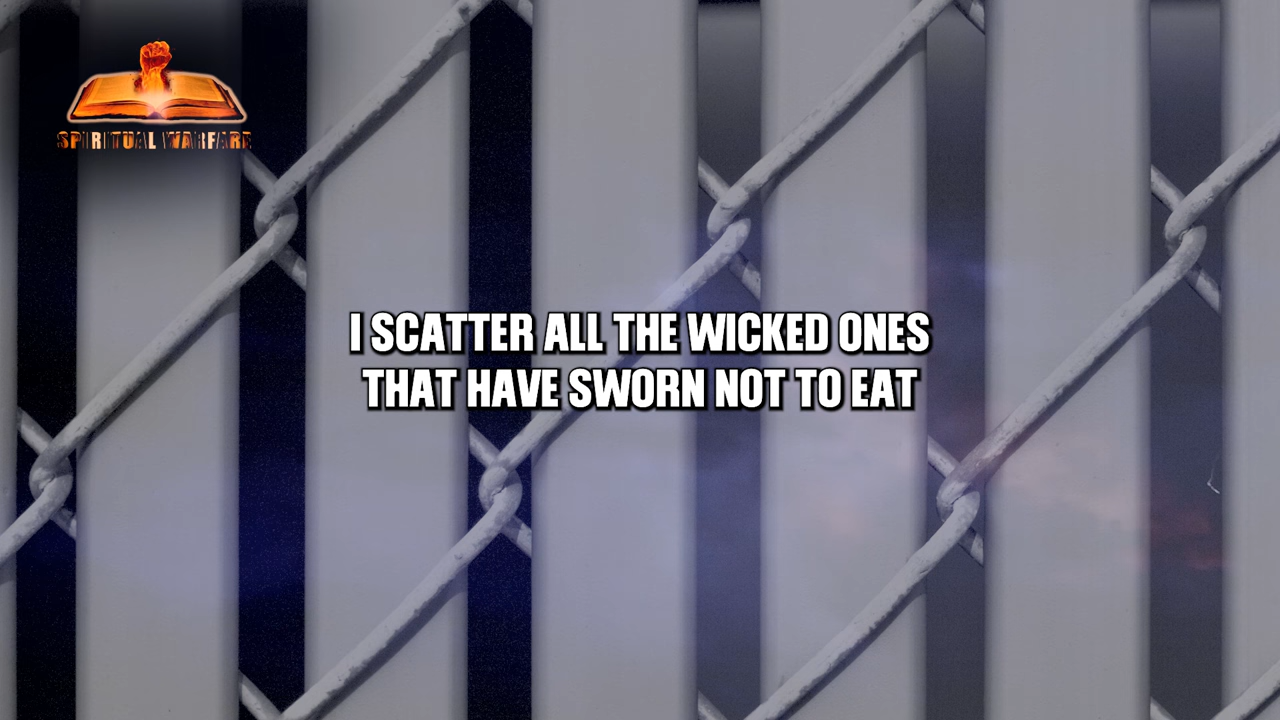 SPIRITUAL WARFARE
I SCATTER ALL THE WICKED ONES
THAT HAVE SWORN NOT TO EAT